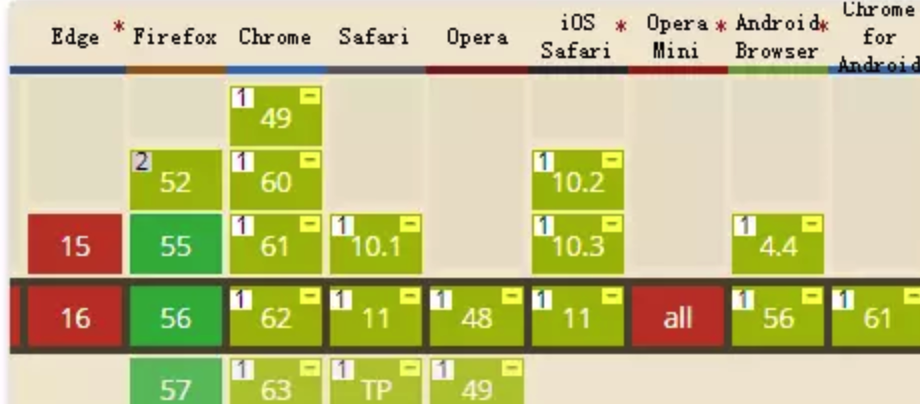 Edge * Firefox Chrome Safari Opera iOS Safari * Opera Mini * Android Browser * Chrome for Android
1 49 -
2 52 1 60 - 1 10.2 -
15 55 1 61 - 1 10.1 - 1 10.3 - 1 4.4 -
16 56 1 62 - 1 11 - 1 48 - 1 11 - all 1 56 - 1 61 -
57 1 63 - 1 TP - 1 49 -